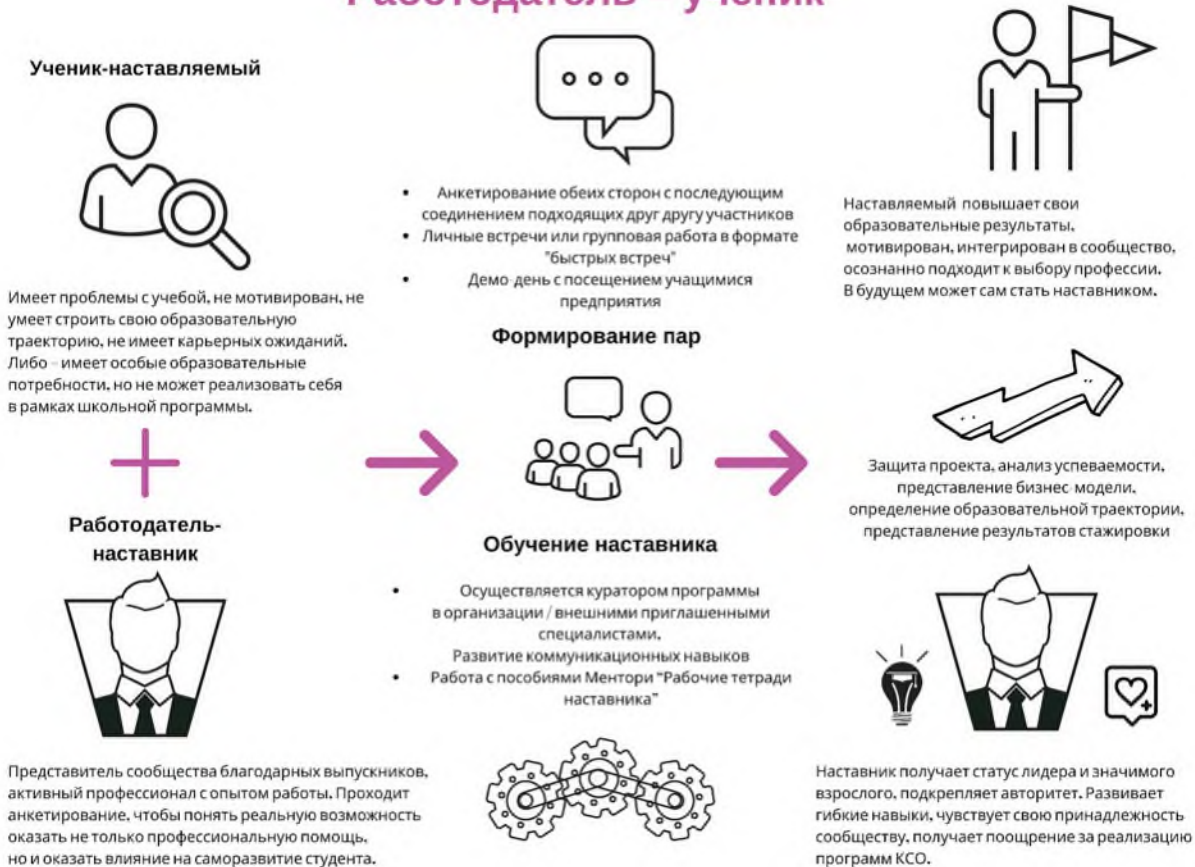 Работодатель – ученик
Ученик-наставляемый
Имеет проблемы с учебой, не мотивирован, не
умеет строить свою образовательную
траекторию, не имеет карьерных ожиданий.
Либо – имеет особые образовательные
потребности, но не может реализовать себя
в рамках школьной программы.
Работодатель-
наставник
Представитель сообщества благодарных выпускников,
активный профессионал с опытом работы. Проходит
анкетирование, чтобы понять реальную возможность
оказать не только профессиональную помощь,
но и оказать влияние на саморазвитие студента.
• Анкетирование обеих сторон с последующим
соединением подходящих друг другу участников
• Личные встречи или групповая работа в формате
"быстрых встреч"
• Демо-день с посещением учащимися
предприятия
Формирование пар
Обучение наставника
• Осуществляется куратором программы
в организации / внешними приглашенными
специалистами.
Развитие коммуникационных навыков
• Работа с пособиями Ментори "Рабочие тетради
наставника"
Наставляемый повышает свои
образовательные результаты,
мотивирован, интегрирован в сообщество,
осознанно подходит к выбору профессии.
В будущем может сам стать наставником.
Защита проекта, анализ успеваемости,
представление бизнес-модели,
определение образовательной траектории,
представление результатов стажировки
Наставник получает статус лидера и значимого
взрослого, подкрепляет авторитет. Развивает
гибкие навыки, чувствует свою принадлежность
сообществу, получает поощрение за реализацию
программ КСО.